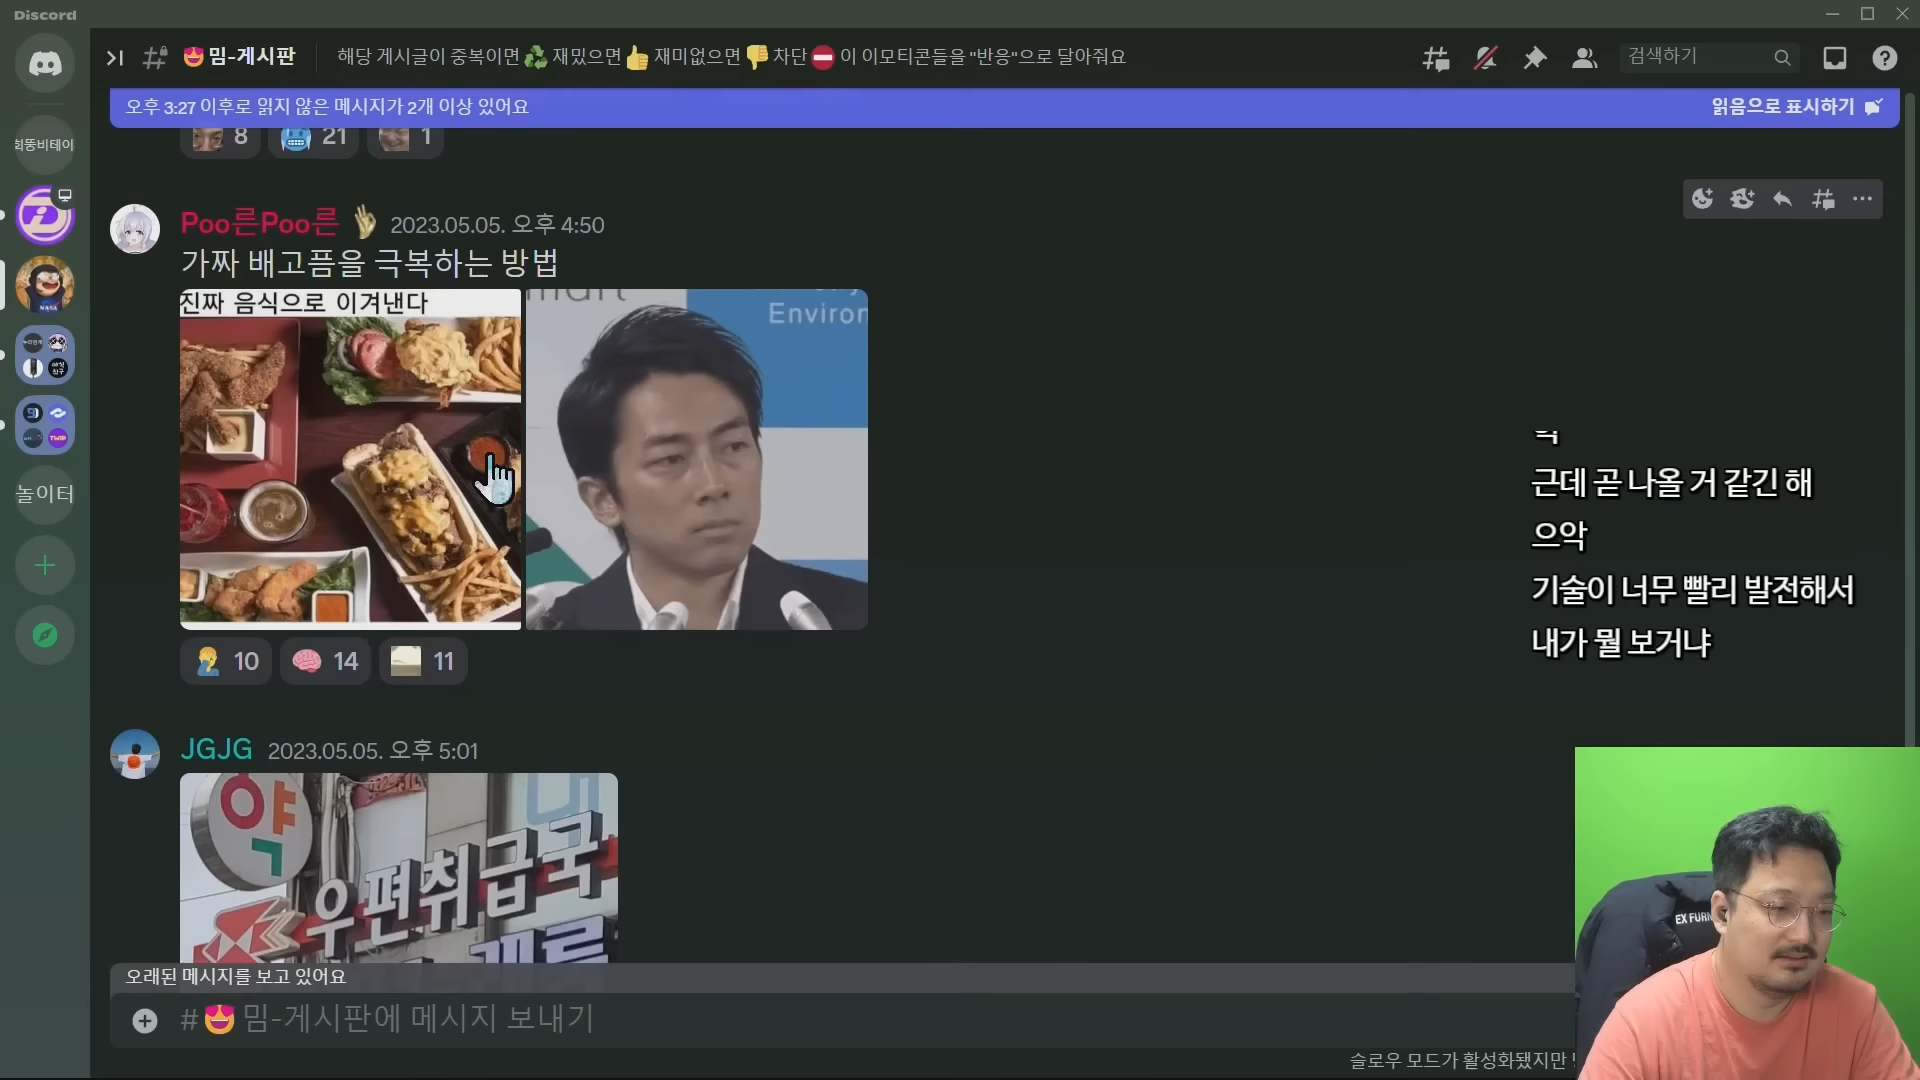 Discord
밈-게시판
해당 게시글이 중복이면 재밌으면 재미없으면 차단 이 이모티콘들을 "반응"으로 달아줘요
검색하기
오후 3:27 이후로 읽지 않은 메시지가 2개 이상 있어요
읽음으로 표시하기
8 21 1
회똥비테이
Poo른Poo른 2023.05.05. 오후 4:50
가짜 배고픔을 극복하는 방법
진짜 음식으로 이겨낸다
Environ
근데 곧 나올 거 같긴 해
으악
기술이 너무 빨리 발전해서
내가 뭘 보거냐
놀이터
TWIP
10 14 11
JGJG 2023.05.05. 오후 5:01
약
우편취급국
EX FURN
오래된 메시지를 보고 있어요
#밈-게시판에 메시지 보내기
슬로우 모드가 활성화됐지만